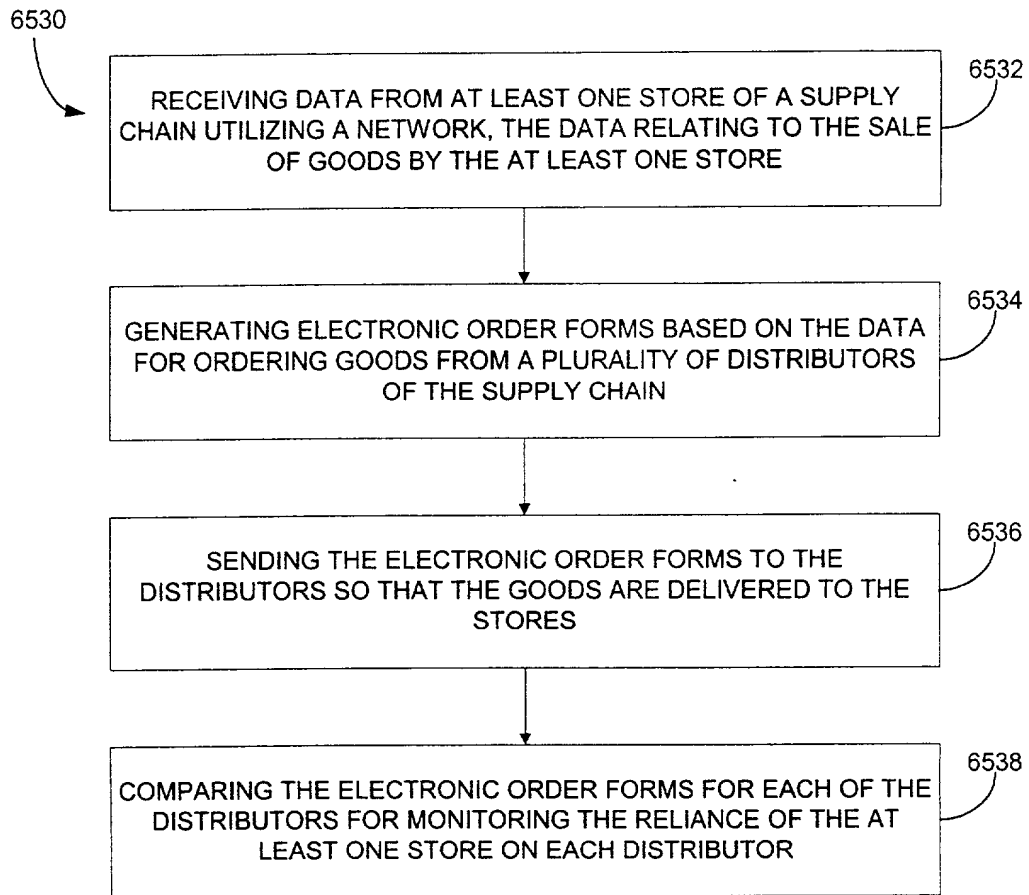 6530
6532
RECEIVING DATA FROM AT LEAST ONE STORE OF A SUPPLY
CHAIN UTILIZING A NETWORK, THE DATA RELATING TO THE SALE
OF GOODS BY THE AT LEAST ONE STORE
6534
GENERATING ELECTRONIC ORDER FORMS BASED ON THE DATA
FOR ORDERING GOODS FROM A PLURALITY OF DISTRIBUTORS
OF THE SUPPLY CHAIN
6536
SENDING THE ELECTRONIC ORDER FORMS TO THE
DISTRIBUTORS SO THAT THE GOODS ARE DELIVERED TO THE
STORES
6538
COMPARING THE ELECTRONIC ORDER FORMS FOR EACH OF THE
DISTRIBUTORS FOR MONITORING THE RELIANCE OF THE AT
LEAST ONE STORE ON EACH DISTRIBUTOR